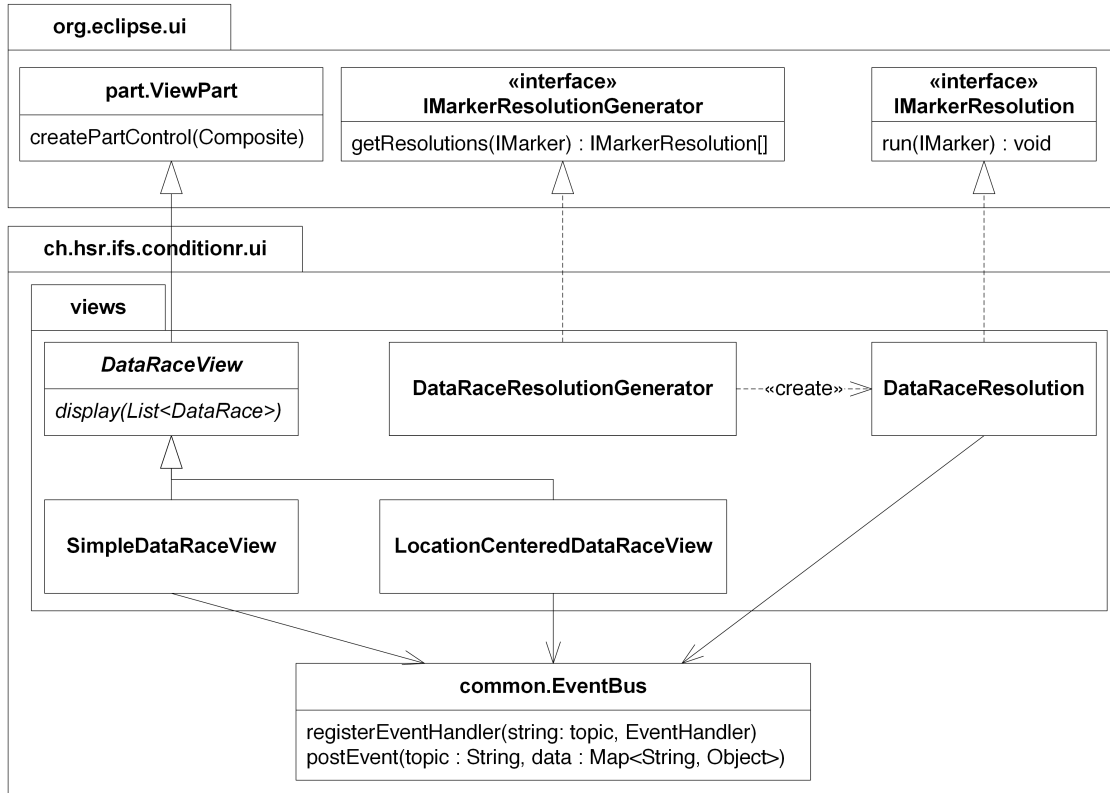 org.eclipse.ui
part.ViewPart
createPartControl(Composite)
«interface»
IMarkerResolutionGenerator
getResolutions(IMarker) : IMarkerResolution[]
«interface»
IMarkerResolution
run(IMarker) : void
ch.hsr.ifs.conditionr.ui
views
DataRaceView
display(List<DataRace>)
DataRaceResolutionGenerator
«create»
DataRaceResolution
SimpleDataRaceView
LocationCenteredDataRaceView
common.EventBus
registerEventHandler(string: topic, EventHandler)
postEvent(topic : String, data : Map<String, Object>)